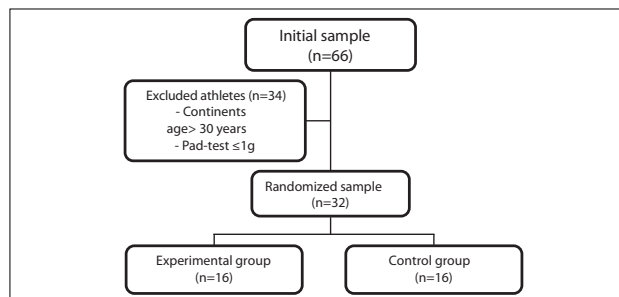 Initial sample
(n=66)
Excluded athletes (n=34)
- Continents
age> 30 years
- Pad-test ≤1g
Randomized sample
(n=32)
Experimental group
(n=16)
Control group
(n=16)